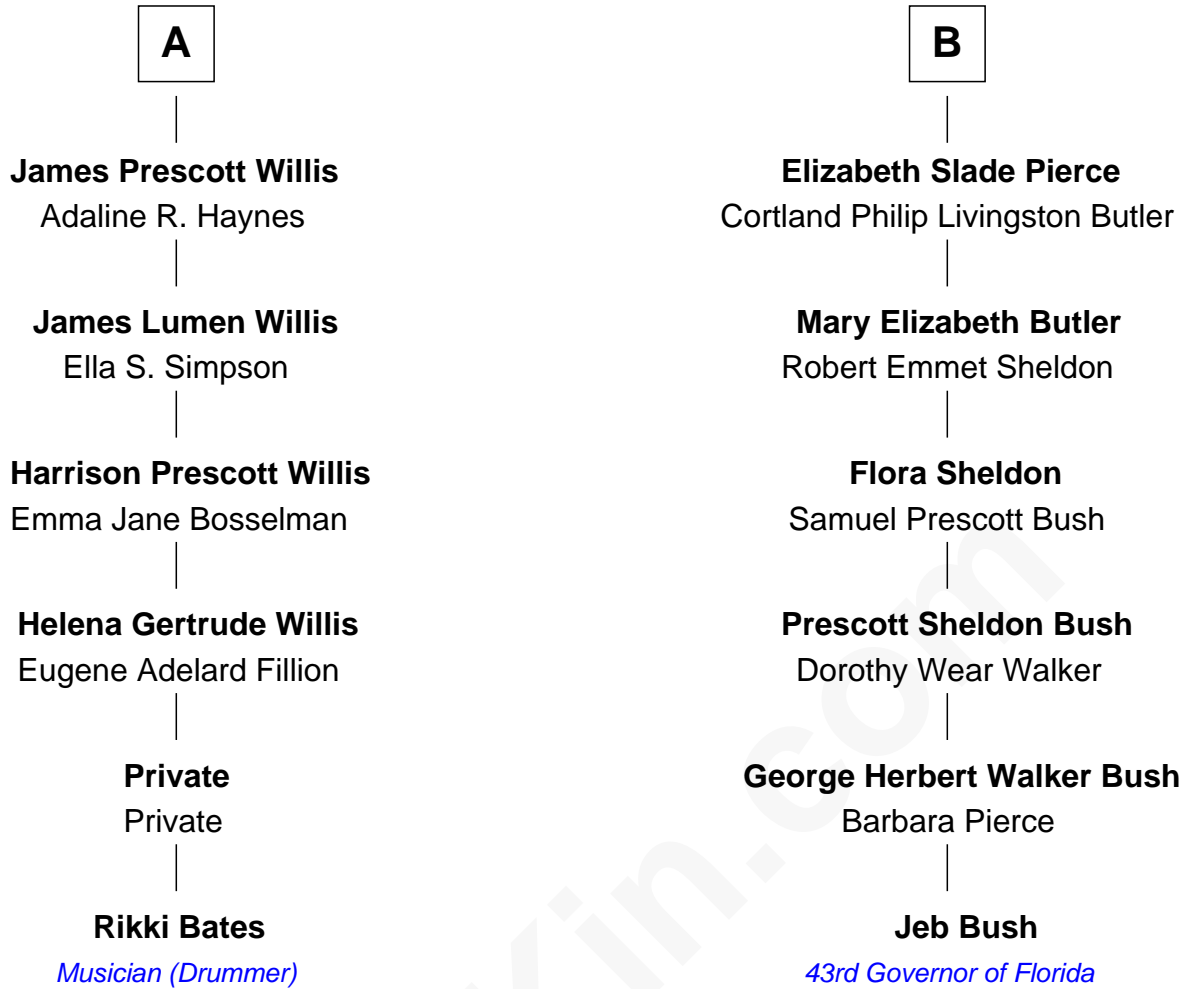 A
James Prescott Willis
Adaline R. Haynes
James Lumen Willis
Ella S. Simpson
Harrison Prescott Willis
Emma Jane Bosselman
Helena Gertrude Willis
Eugene Adelard Fillion
Private
Private
Rikki Bates
Musician (Drummer)
B
Elizabeth Slade Pierce
Cortland Philip Livingston Butler
Mary Elizabeth Butler
Robert Emmet Sheldon
Flora Sheldon
Samuel Prescott Bush
Prescott Sheldon Bush
Dorothy Wear Walker
George Herbert Walker Bush
Barbara Pierce
Jeb Bush
43rd Governor of Florida